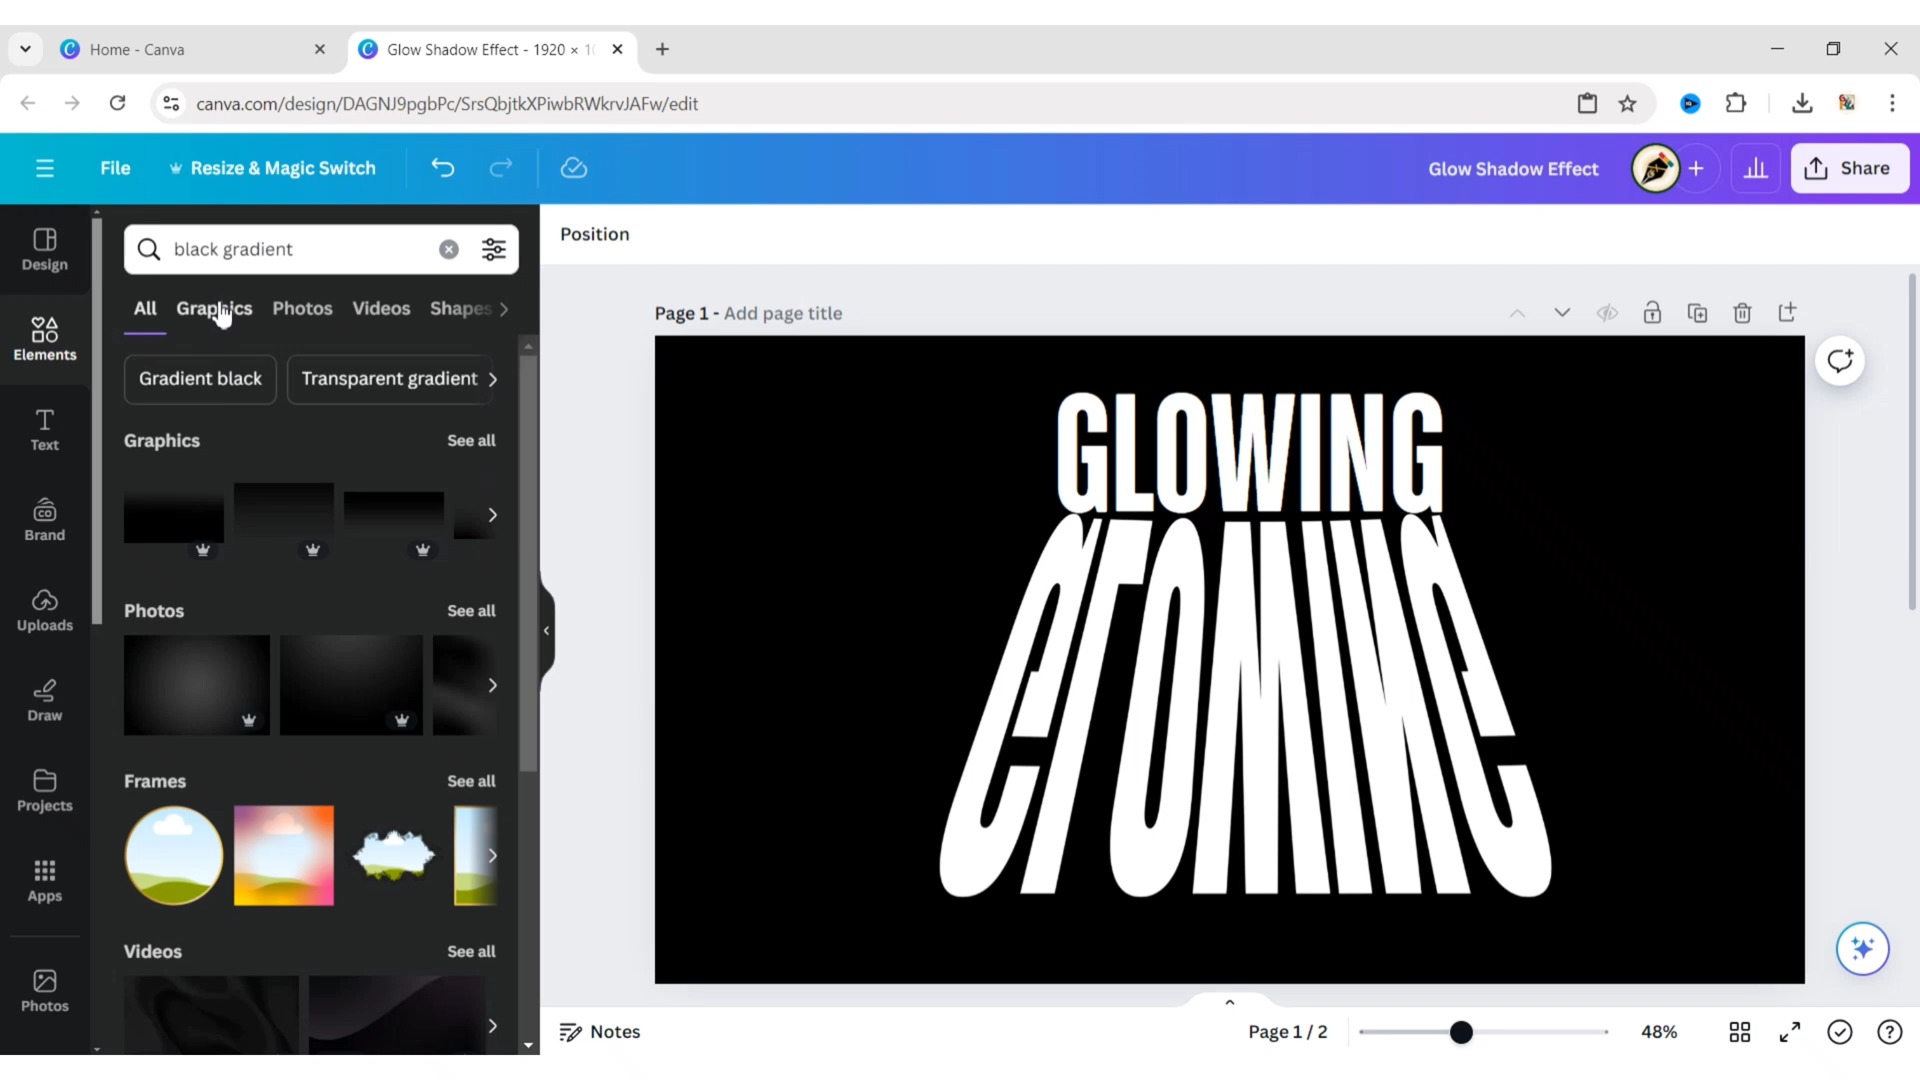 Home - Canva
Glow Shadow Effect - 1920 × 10
canva.com/design/DAGNJ9pgbPc/SrsQbjtkXPiwbRWkrvJAFw/edit
File
Resize & Magic Switch
Glow Shadow Effect
Share
Design
Elements
Text
Brand
Uploads
Draw
Projects
Apps
Photos
black gradient
All
Graphics
Photos
Videos
Shapes
Gradient black
Transparent gradient
Graphics
See all
Photos
See all
Frames
See all
Videos
See all
Position
Page 1 - Add page title
GLOWING
GLOWING
Notes
Page 1 / 2
48%